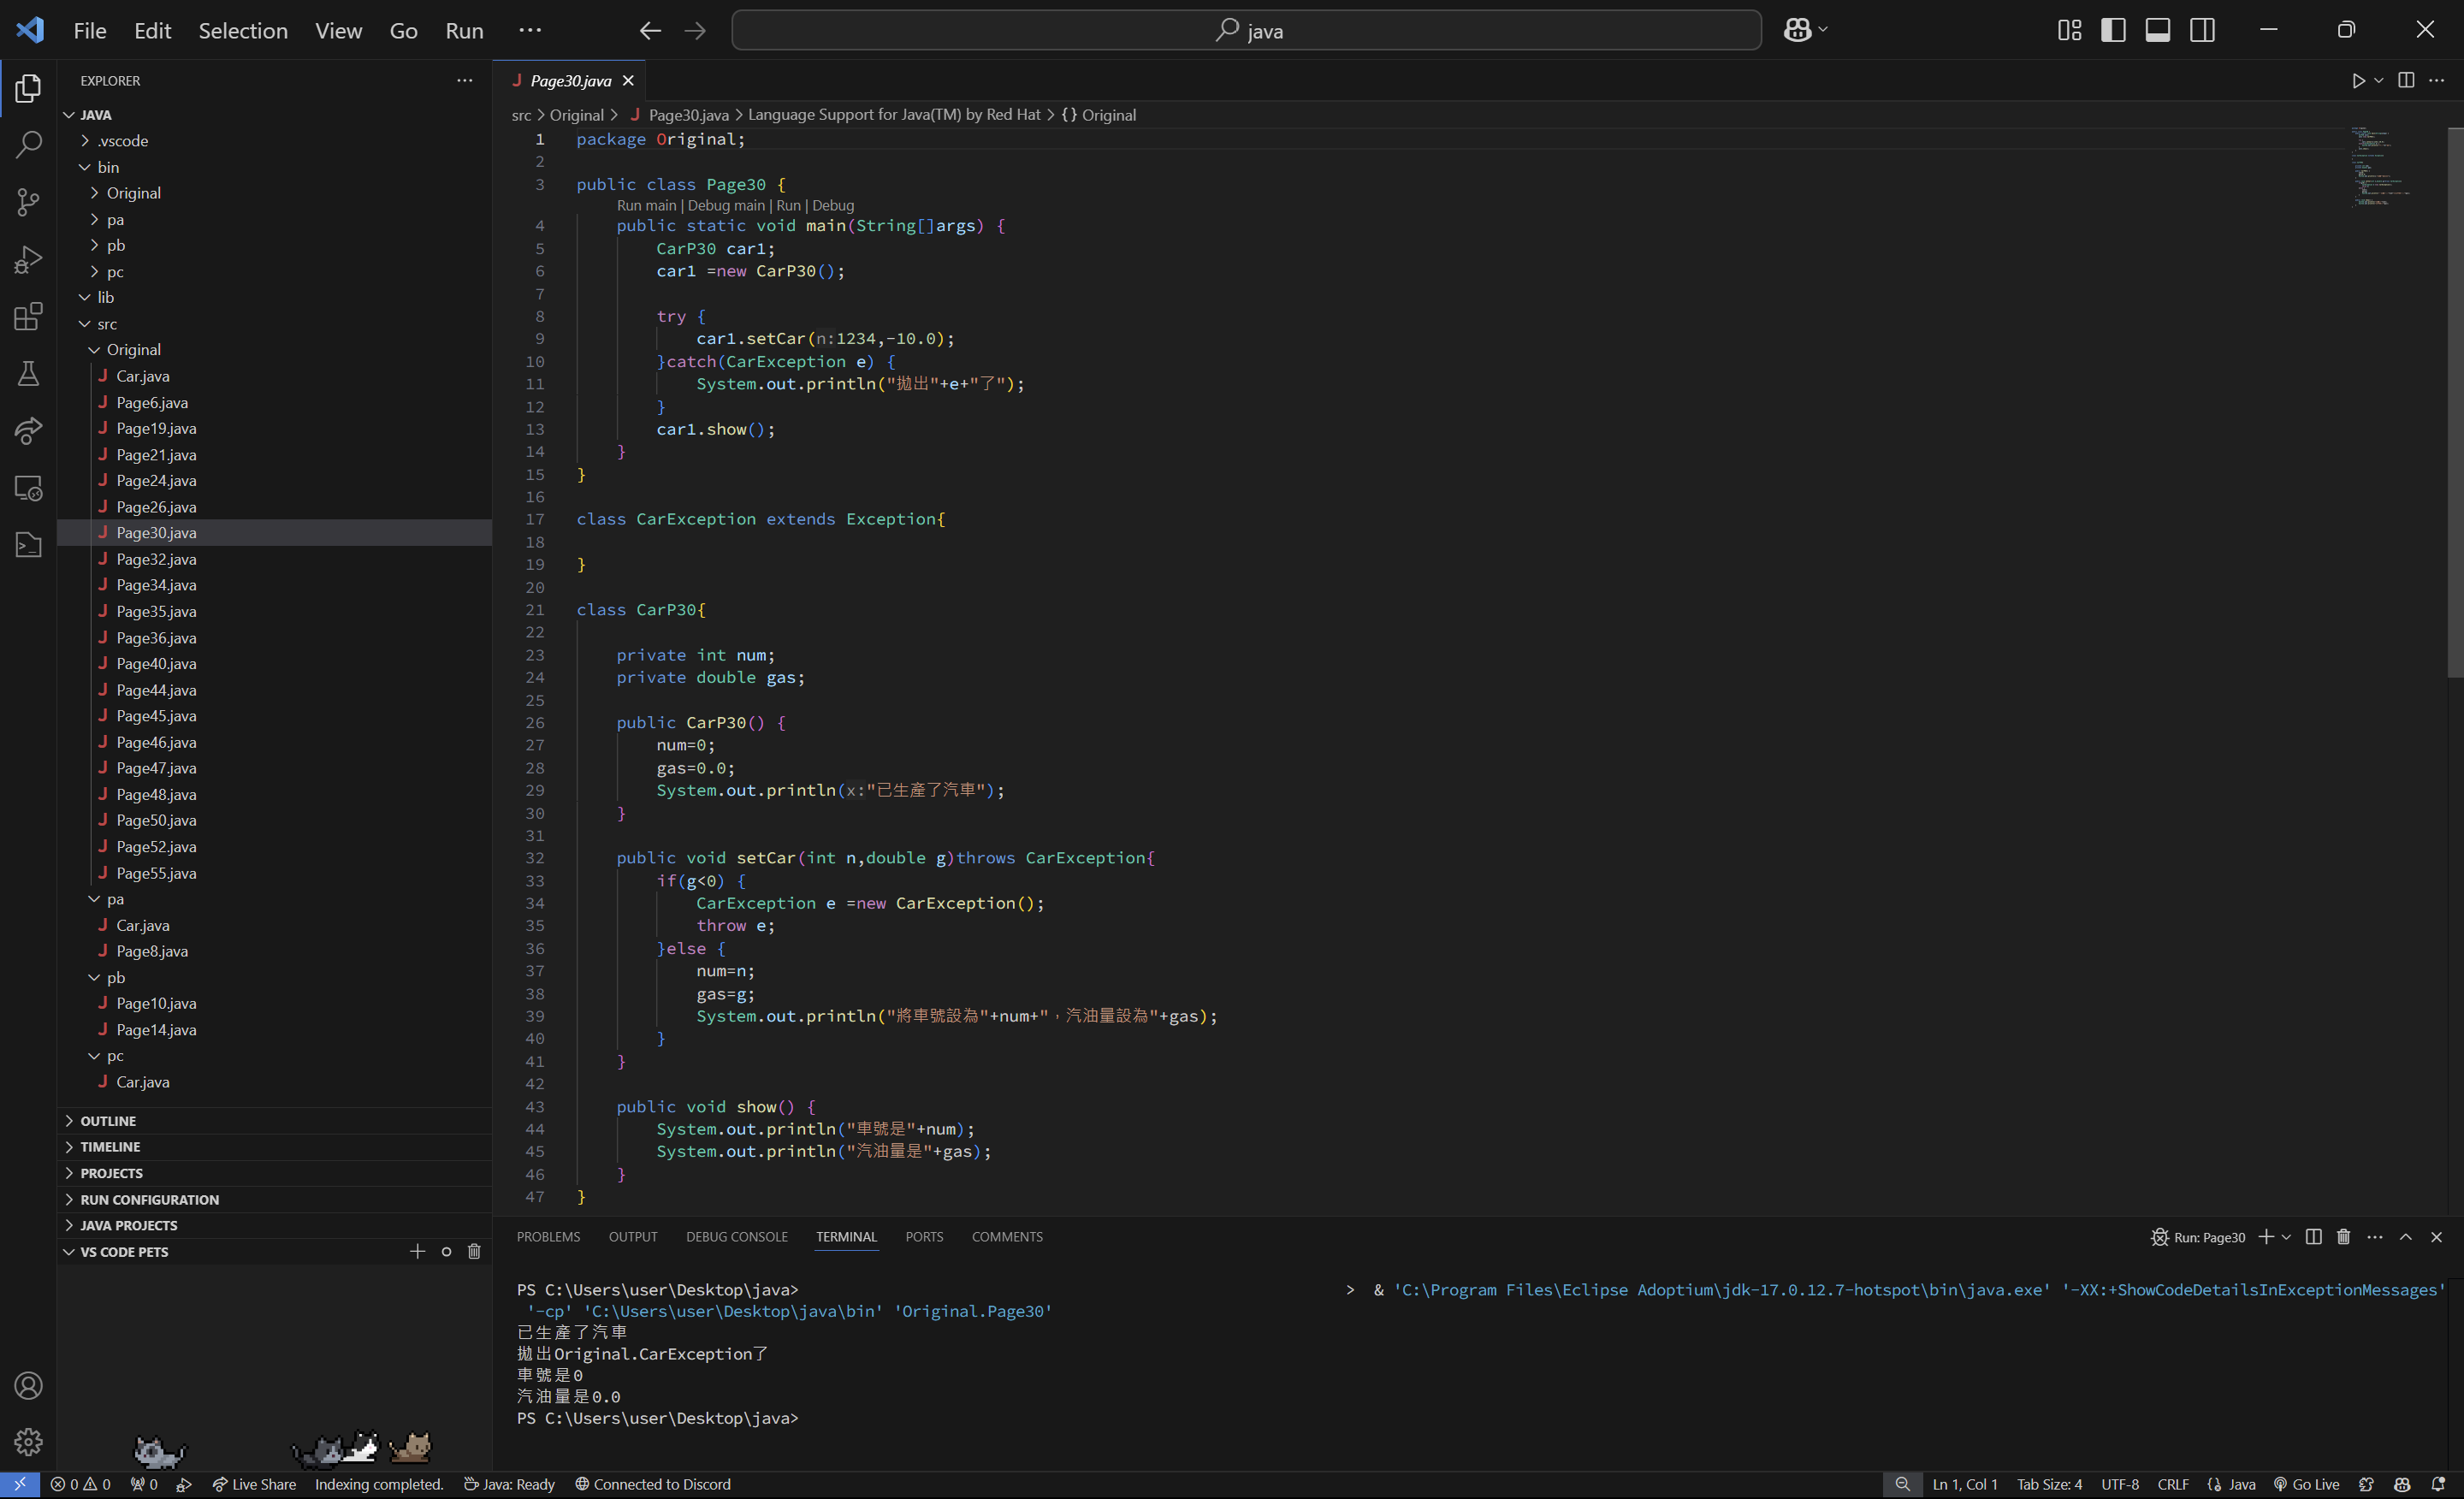 File Edit Selection View Go Run ···
java
EXPLORER
JAVA
.vscode
bin
Original
pa
pb
pc
lib
src
Original
J Car.java
J Page6.java
J Page19.java
J Page21.java
J Page24.java
J Page26.java
J Page30.java
J Page32.java
J Page34.java
J Page35.java
J Page36.java
J Page40.java
J Page44.java
J Page45.java
J Page46.java
J Page47.java
J Page48.java
J Page50.java
J Page52.java
J Page55.java
pa
J Car.java
J Page8.java
pb
J Page10.java
J Page14.java
pc
J Car.java
OUTLINE
TIMELINE
PROJECTS
RUN CONFIGURATION
JAVA PROJECTS
VS CODE PETS
J Page30.java
src > Original > J Page30.java > Language Support for Java(TM) by Red Hat > {} Original
1 package Original;
2
3 public class Page30 {
Run main | Debug main | Run | Debug
4 public static void main(String[]args) {
5 CarP30 car1;
6 car1 =new CarP30();
7
8 try {
9 car1.setCar(n:1234,-10.0);
10 }catch(CarException e) {
11 System.out.println("拋出"+e+"了");
12 }
13 car1.show();
14 }
15 }
16
17 class CarException extends Exception{
18
19 }
20
21 class CarP30{
22
23 private int num;
24 private double gas;
25
26 public CarP30() {
27 num=0;
28 gas=0.0;
29 System.out.println(x:"已生產了汽車");
30 }
31
32 public void setCar(int n,double g)throws CarException{
33 if(g<0) {
34 CarException e =new CarException();
35 throw e;
36 }else {
37 num=n;
38 gas=g;
39 System.out.println("將車號設為"+num+"，汽油量設為"+gas);
40 }
41 }
42
43 public void show() {
44 System.out.println("車號是"+num);
45 System.out.println("汽油量是"+gas);
46 }
47 }
PROBLEMS OUTPUT DEBUG CONSOLE TERMINAL PORTS COMMENTS
Run: Page30
PS C:\Users\user\Desktop\java> > & 'C:\Program Files\Eclipse Adoptium\jdk-17.0.12.7-hotspot\bin\java.exe' '-XX:+ShowCodeDetailsInExceptionMessages'
'-cp' 'C:\Users\user\Desktop\java\bin' 'Original.Page30'
已生產了汽車
拋出Original.CarException了
車號是0
汽油量是0.0
PS C:\Users\user\Desktop\java>
0 0 0 Live Share Indexing completed. Java: Ready Connected to Discord
Ln 1, Col 1 Tab Size: 4 UTF-8 CRLF Java Go Live